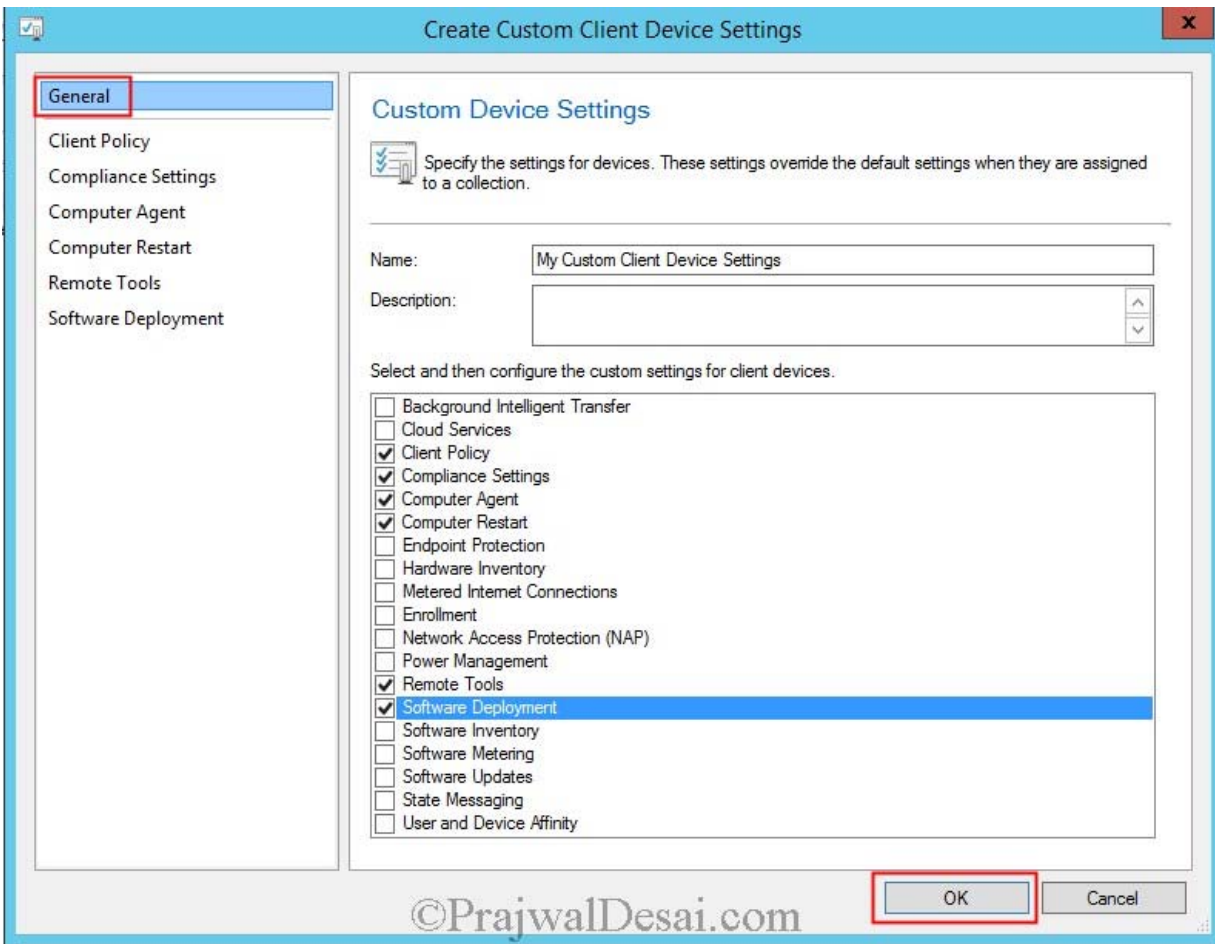 Create Custom Client Device Settings
x
General
Client Policy
Compliance Settings
Computer Agent
Computer Restart
Remote Tools
Software Deployment
Custom Device Settings
Specify the settings for devices. These settings override the default settings when they are assigned
to a collection.
Name: My Custom Client Device Settings
Description:
Select and then configure the custom settings for client devices.
Background Intelligent Transfer
Cloud Services
Client Policy
Compliance Settings
Computer Agent
Computer Restart
Endpoint Protection
Hardware Inventory
Metered Internet Connections
Enrollment
Network Access Protection (NAP)
Power Management
Remote Tools
Software Deployment
Software Inventory
Software Metering
Software Updates
State Messaging
User and Device Affinity
OK Cancel
©PrajwalDesai.com